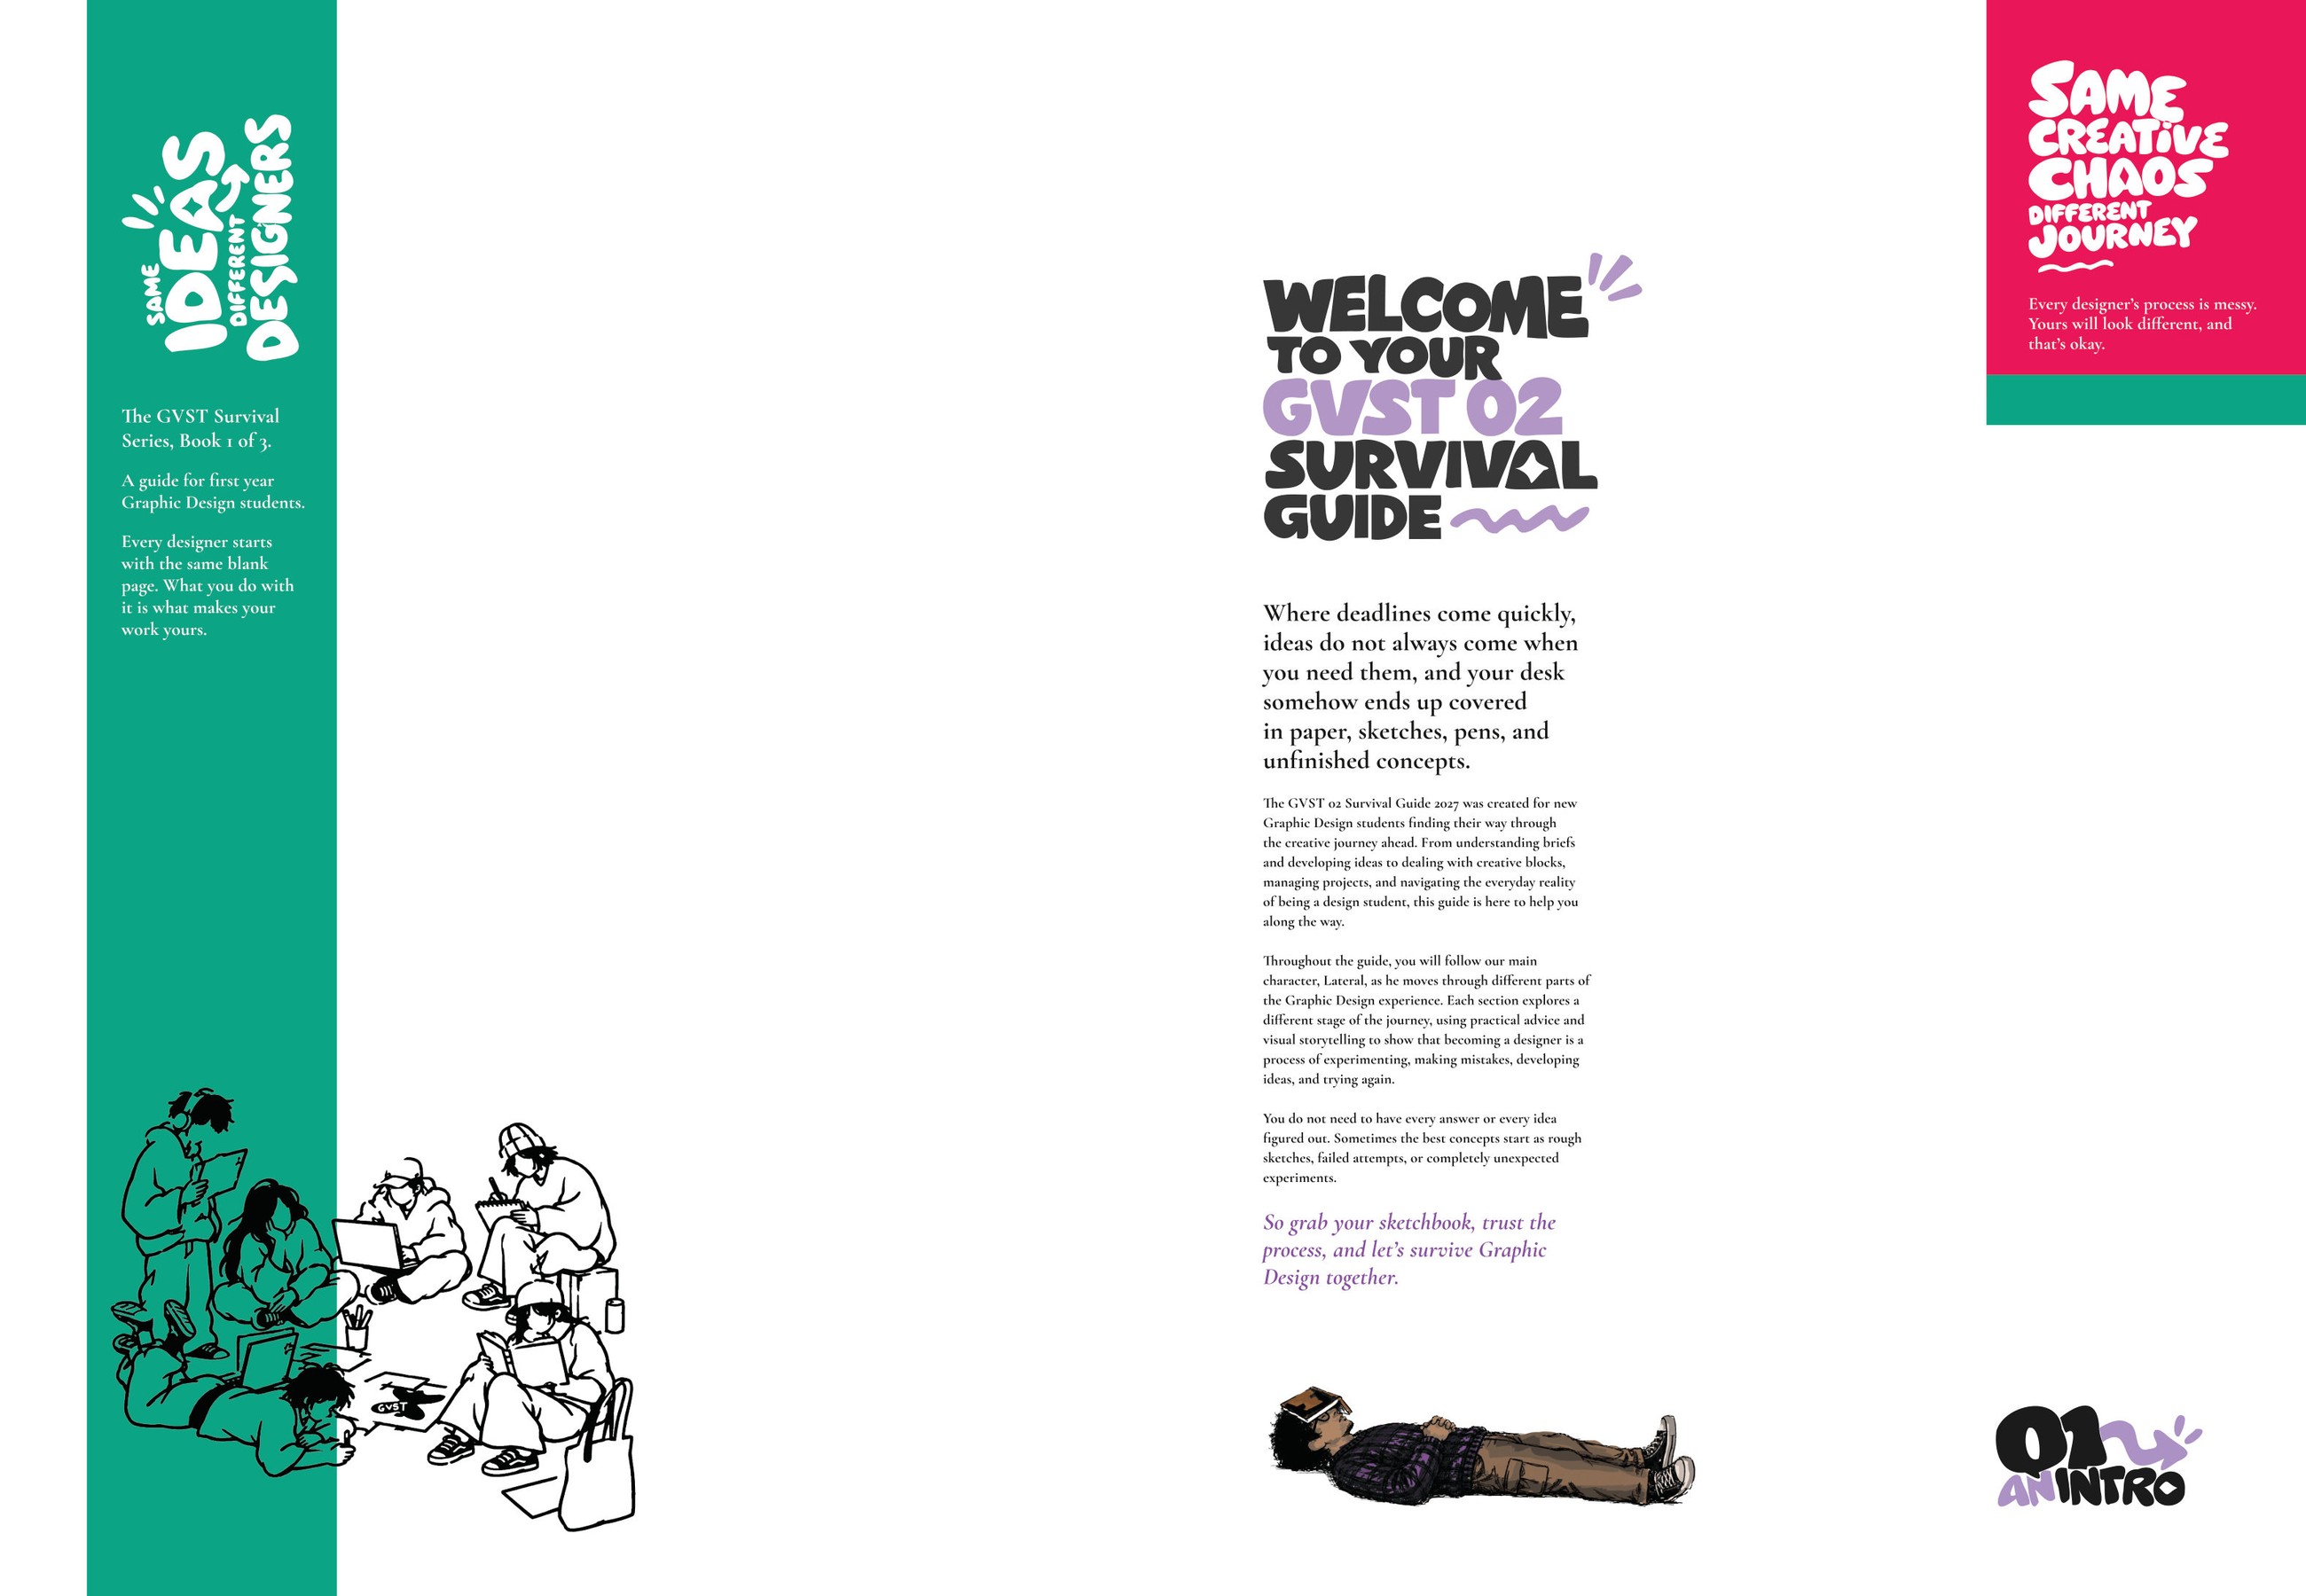 SAME
IDEAS
DIFFERENT
DESIGNERS
The GVST Survival
Series, Book 1 of 3.
A guide for first year
Graphic Design students.
Every designer starts
with the same blank
page. What you do with
it is what makes your
work yours.
GVST
WELCOME
TO YOUR
GVST 02
SURVIVAL
GUIDE
Where deadlines come quickly,
ideas do not always come when
you need them, and your desk
somehow ends up covered
in paper, sketches, pens, and
unfinished concepts.
The GVST 02 Survival Guide 2027 was created for new
Graphic Design students finding their way through
the creative journey ahead. From understanding briefs
and developing ideas to dealing with creative blocks,
managing projects, and navigating the everyday reality
of being a design student, this guide is here to help you
along the way.
Throughout the guide, you will follow our main
character, Lateral, as he moves through different parts of
the Graphic Design experience. Each section explores a
different stage of the journey, using practical advice and
visual storytelling to show that becoming a designer is a
process of experimenting, making mistakes, developing
ideas, and trying again.
You do not need to have every answer or every idea
figured out. Sometimes the best concepts start as rough
sketches, failed attempts, or completely unexpected
experiments.
So grab your sketchbook, trust the
process, and let’s survive Graphic
Design together.
SAME
CREATIVE
CHAOS
DIFFERENT
JOURNEY
Every designer’s process is messy.
Yours will look different, and
that’s okay.
01
AN INTRO